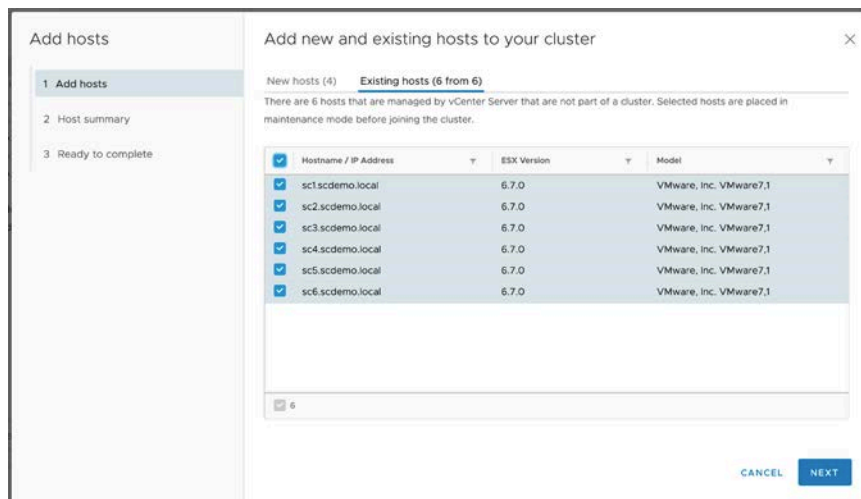 Add hosts
1 Add hosts
2 Host summary
3 Ready to complete
Add new and existing hosts to your cluster
New hosts (4) Existing hosts (6 from 6)
There are 6 hosts that are managed by vCenter Server that are not part of a cluster. Selected hosts are placed in
maintenance mode before joining the cluster.
Hostname / IP Address ESX Version Model
sc1.scdemo.local 6.7.0 VMware, Inc. VMware7,1
sc2.scdemo.local 6.7.0 VMware, Inc. VMware7,1
sc3.scdemo.local 6.7.0 VMware, Inc. VMware7,1
sc4.scdemo.local 6.7.0 VMware, Inc. VMware7,1
sc5.scdemo.local 6.7.0 VMware, Inc. VMware7,1
sc6.scdemo.local 6.7.0 VMware, Inc. VMware7,1
6
CANCEL NEXT